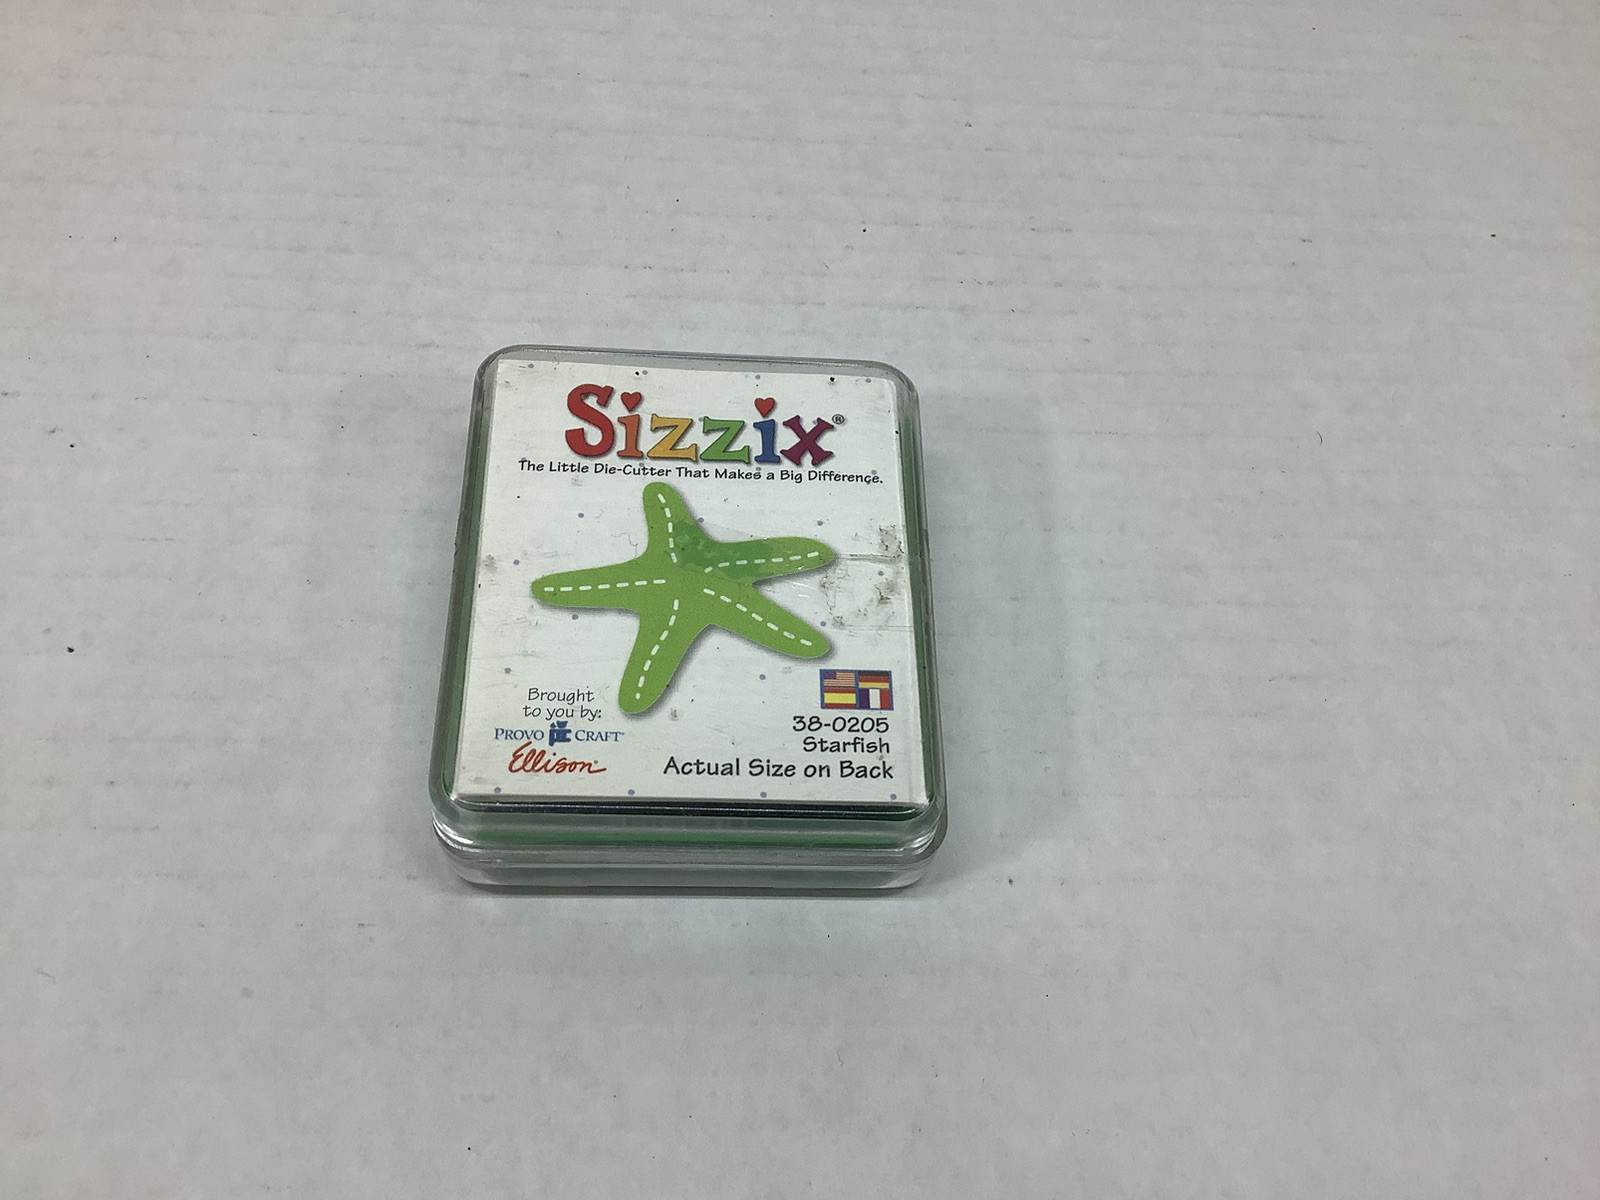 Sizzix®
The Little Die-Cutter That Makes a Big Difference.
Brought
to you by:
PROVO CRAFT
Ellison
38-0205
Starfish
Actual Size on Back